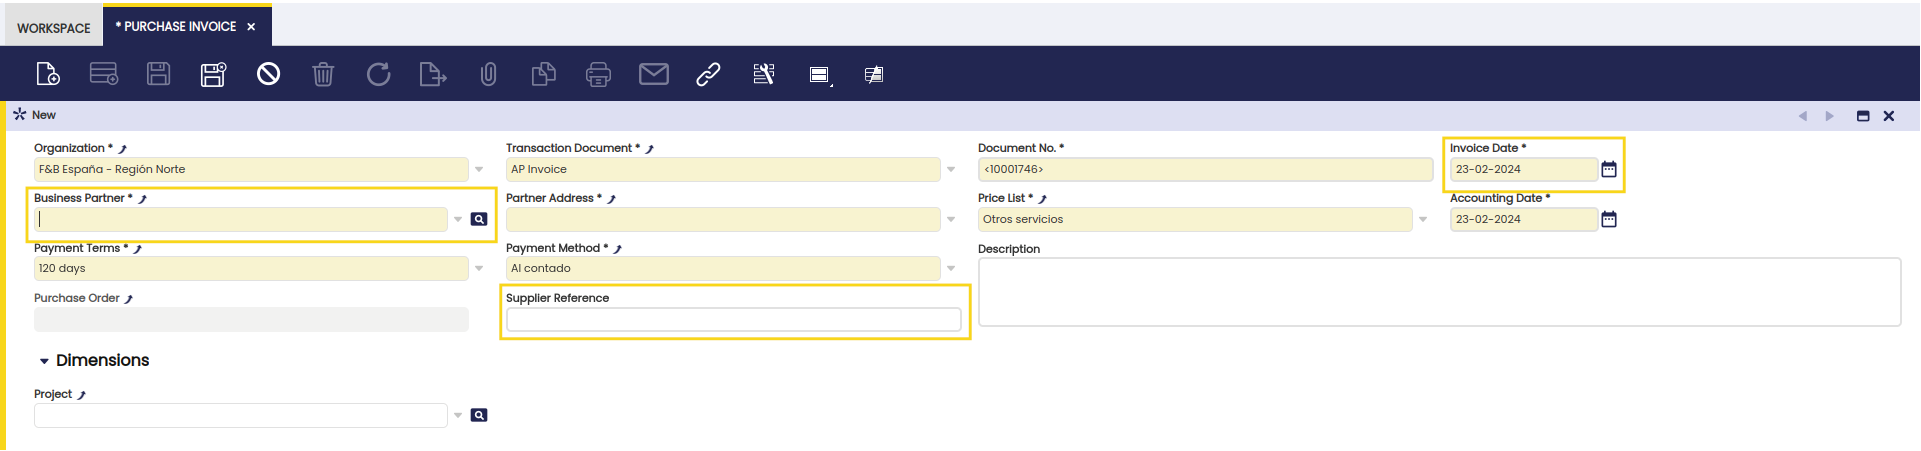 WORKSPACE
* PURCHASE INVOICE ×
New
Organization * Transaction Document * Document No. * Invoice Date *
F&B España - Región Norte AP Invoice <10001746> 23-02-2024
Business Partner * Partner Address * Price List * Accounting Date *
Otros servicios 23-02-2024
Payment Terms * Payment Method * Description
120 days Al contado
Purchase Order Supplier Reference
Dimensions
Project